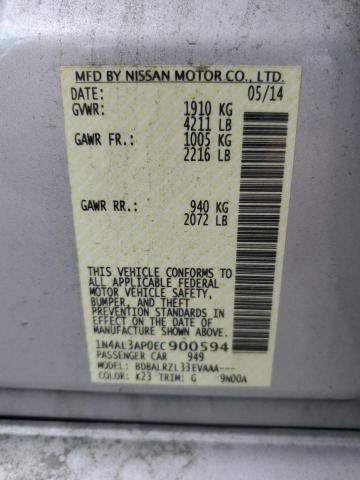 MFD BY NISSAN MOTOR CO., LTD.
DATE: 05/14
GVWR: 1910 KG
4211 LB
GAWR FR.: 1005 KG
2216 LB
GAWR RR.: 940 KG
2072 LB
THIS VEHICLE CONFORMS TO
ALL APPLICABLE FEDERAL
MOTOR VEHICLE SAFETY,
BUMPER, AND THEFT
PREVENTION STANDARDS IN
EFFECT ON THE DATE OF
MANUFACTURE SHOWN ABOVE.
1N4AL3AP0EC900594
PASSENGER CAR 949
MODEL: BDBALRZL33EVAAA---
COLOR: K23 TRIM: G 9N00A